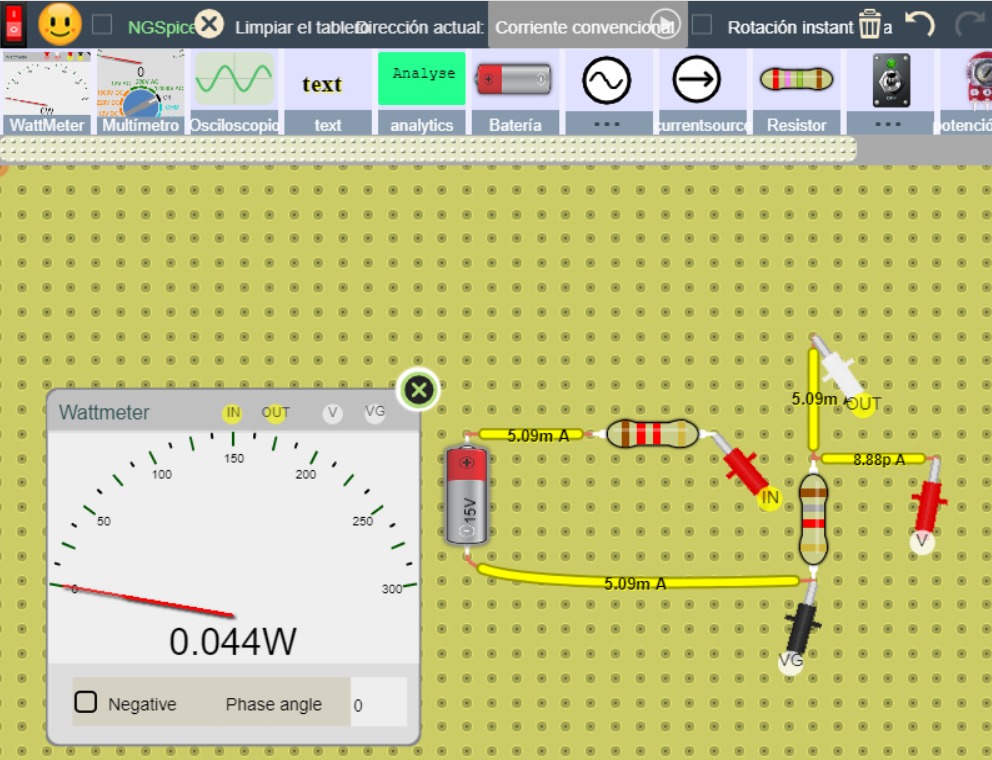 NGSpice
Limpiar el tablero
Dirección actual:
Corriente convencional
Rotación instant
a
text
Analyse
WattMeter
Multímetro
Osciloscopio
text
analytics
Batería
...
currentsource
Resistor
...
potenció
Wattmeter
IN
OUT
V
VG
0
50
100
150
200
250
300
0.044W
Negative
Phase angle
0
5.09m A
15V
IN
5.09m A
OUT
8.88p A
V
5.09m A
VG